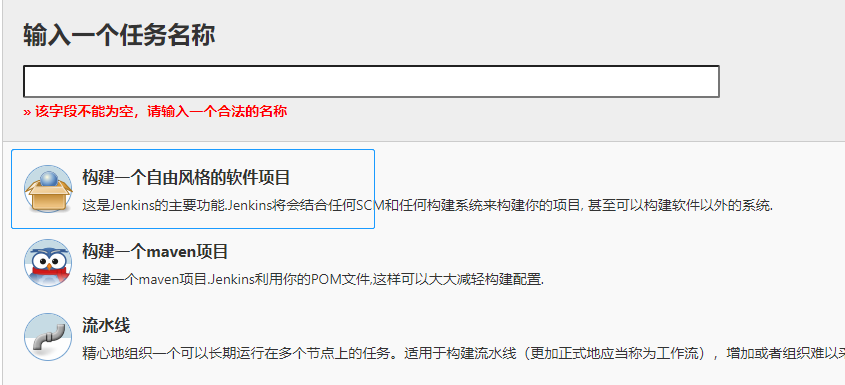 输入一个任务名称
» 该字段不能为空，请输入一个合法的名称
构建一个自由风格的软件项目
这是Jenkins的主要功能.Jenkins将会结合任何SCM和任何构建系统来构建你的项目, 甚至可以构建软件以外的系统.
构建一个maven项目
构建一个maven项目.Jenkins利用你的POM文件,这样可以大大减轻构建配置.
流水线
精心地组织一个可以长期运行在多个节点上的任务。适用于构建流水线（更加正式地应当称为工作流），增加或者组织难以